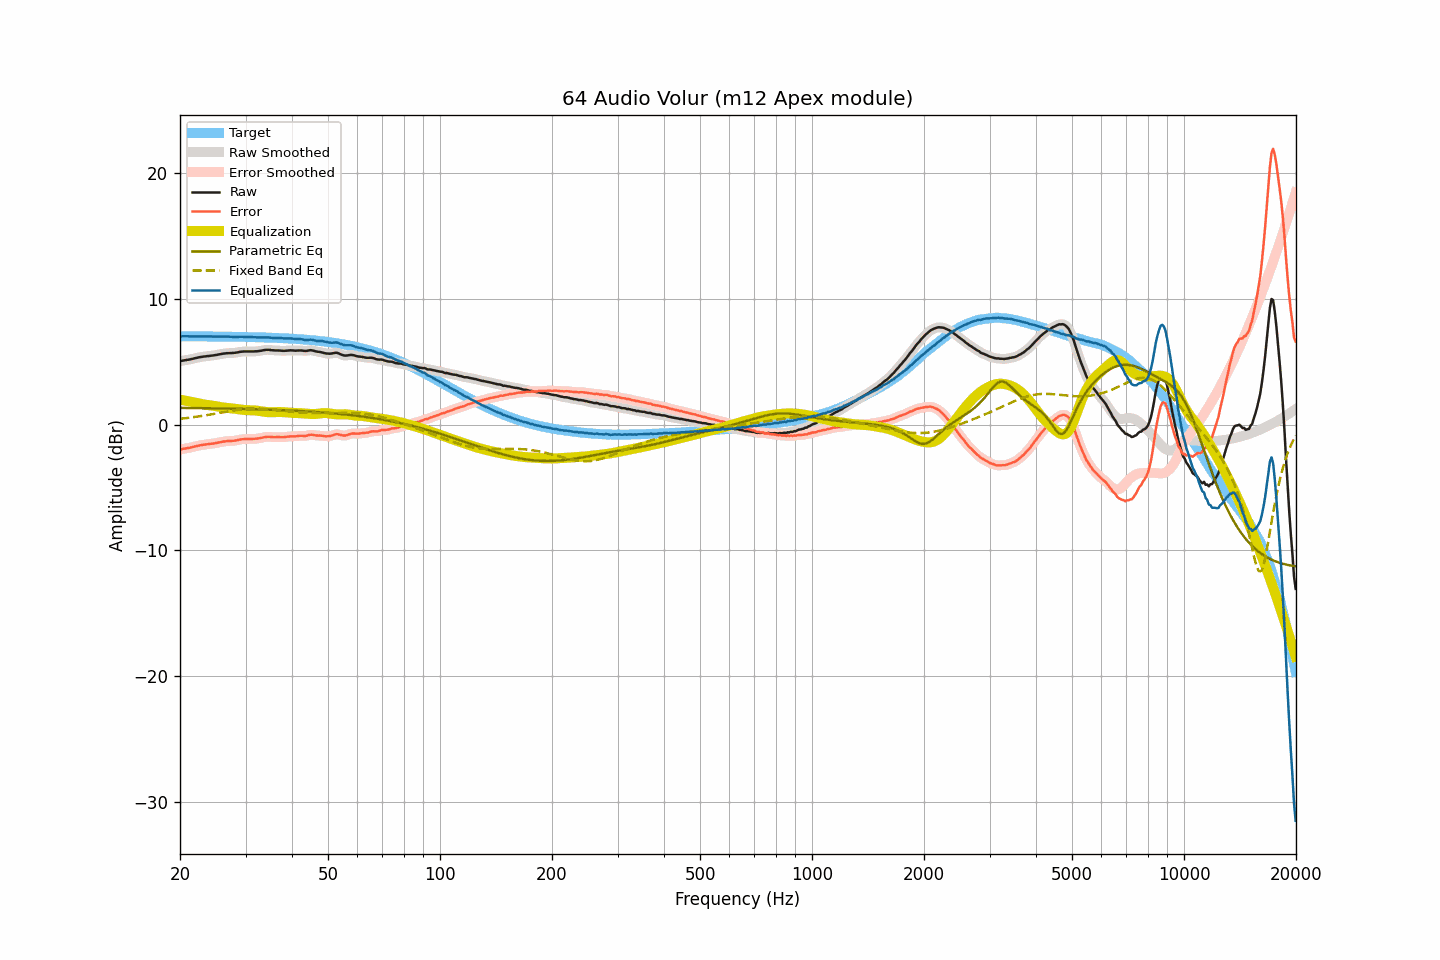 64 Audio Volur (m12 Apex module)
Target
Raw Smoothed
Error Smoothed
Raw
Error
Equalization
Parametric Eq
Fixed Band Eq
Equalized
20
10
0
−10
−20
−30
Amplitude (dBr)
20 50 100 200 500 1000 2000 5000 10000 20000
Frequency (Hz)